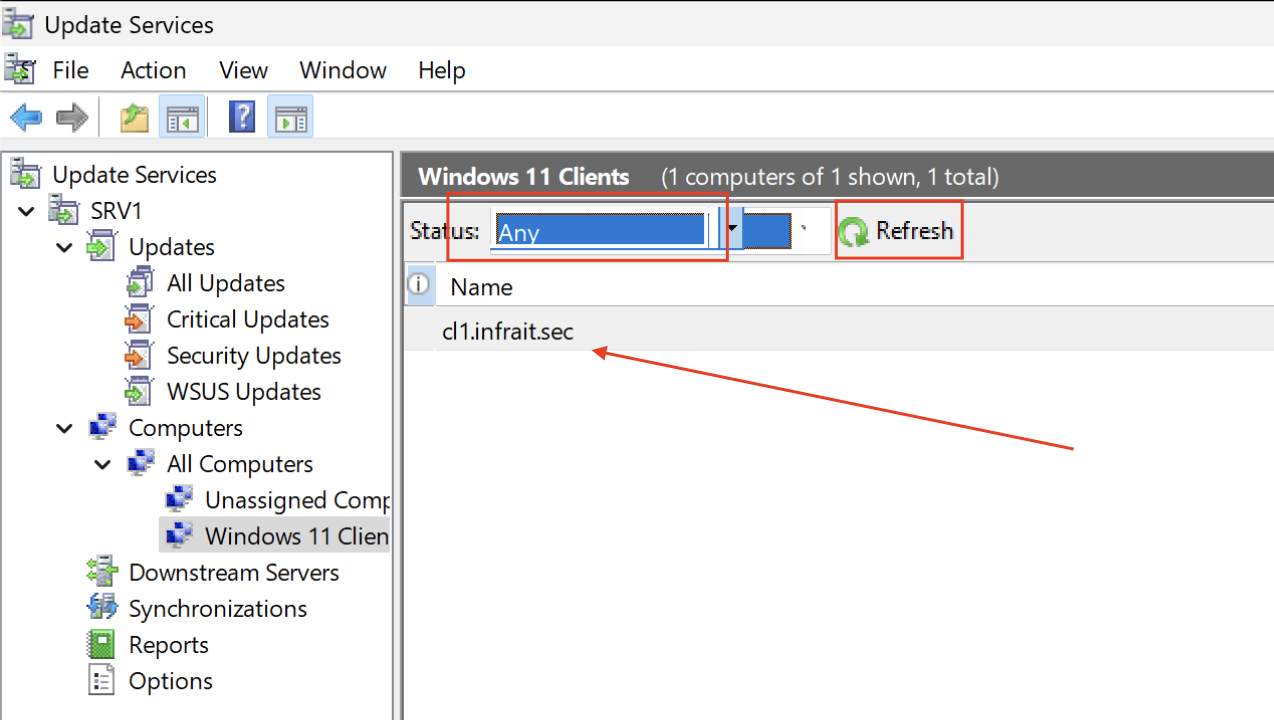 Update Services
File Action View Window Help
Update Services
SRV1
Updates
All Updates
Critical Updates
Security Updates
WSUS Updates
Computers
All Computers
Unassigned Comp
Windows 11 Clien
Downstream Servers
Synchronizations
Reports
Options
Windows 11 Clients (1 computers of 1 shown, 1 total)
Status: Any Refresh
Name
cl1.infrait.sec